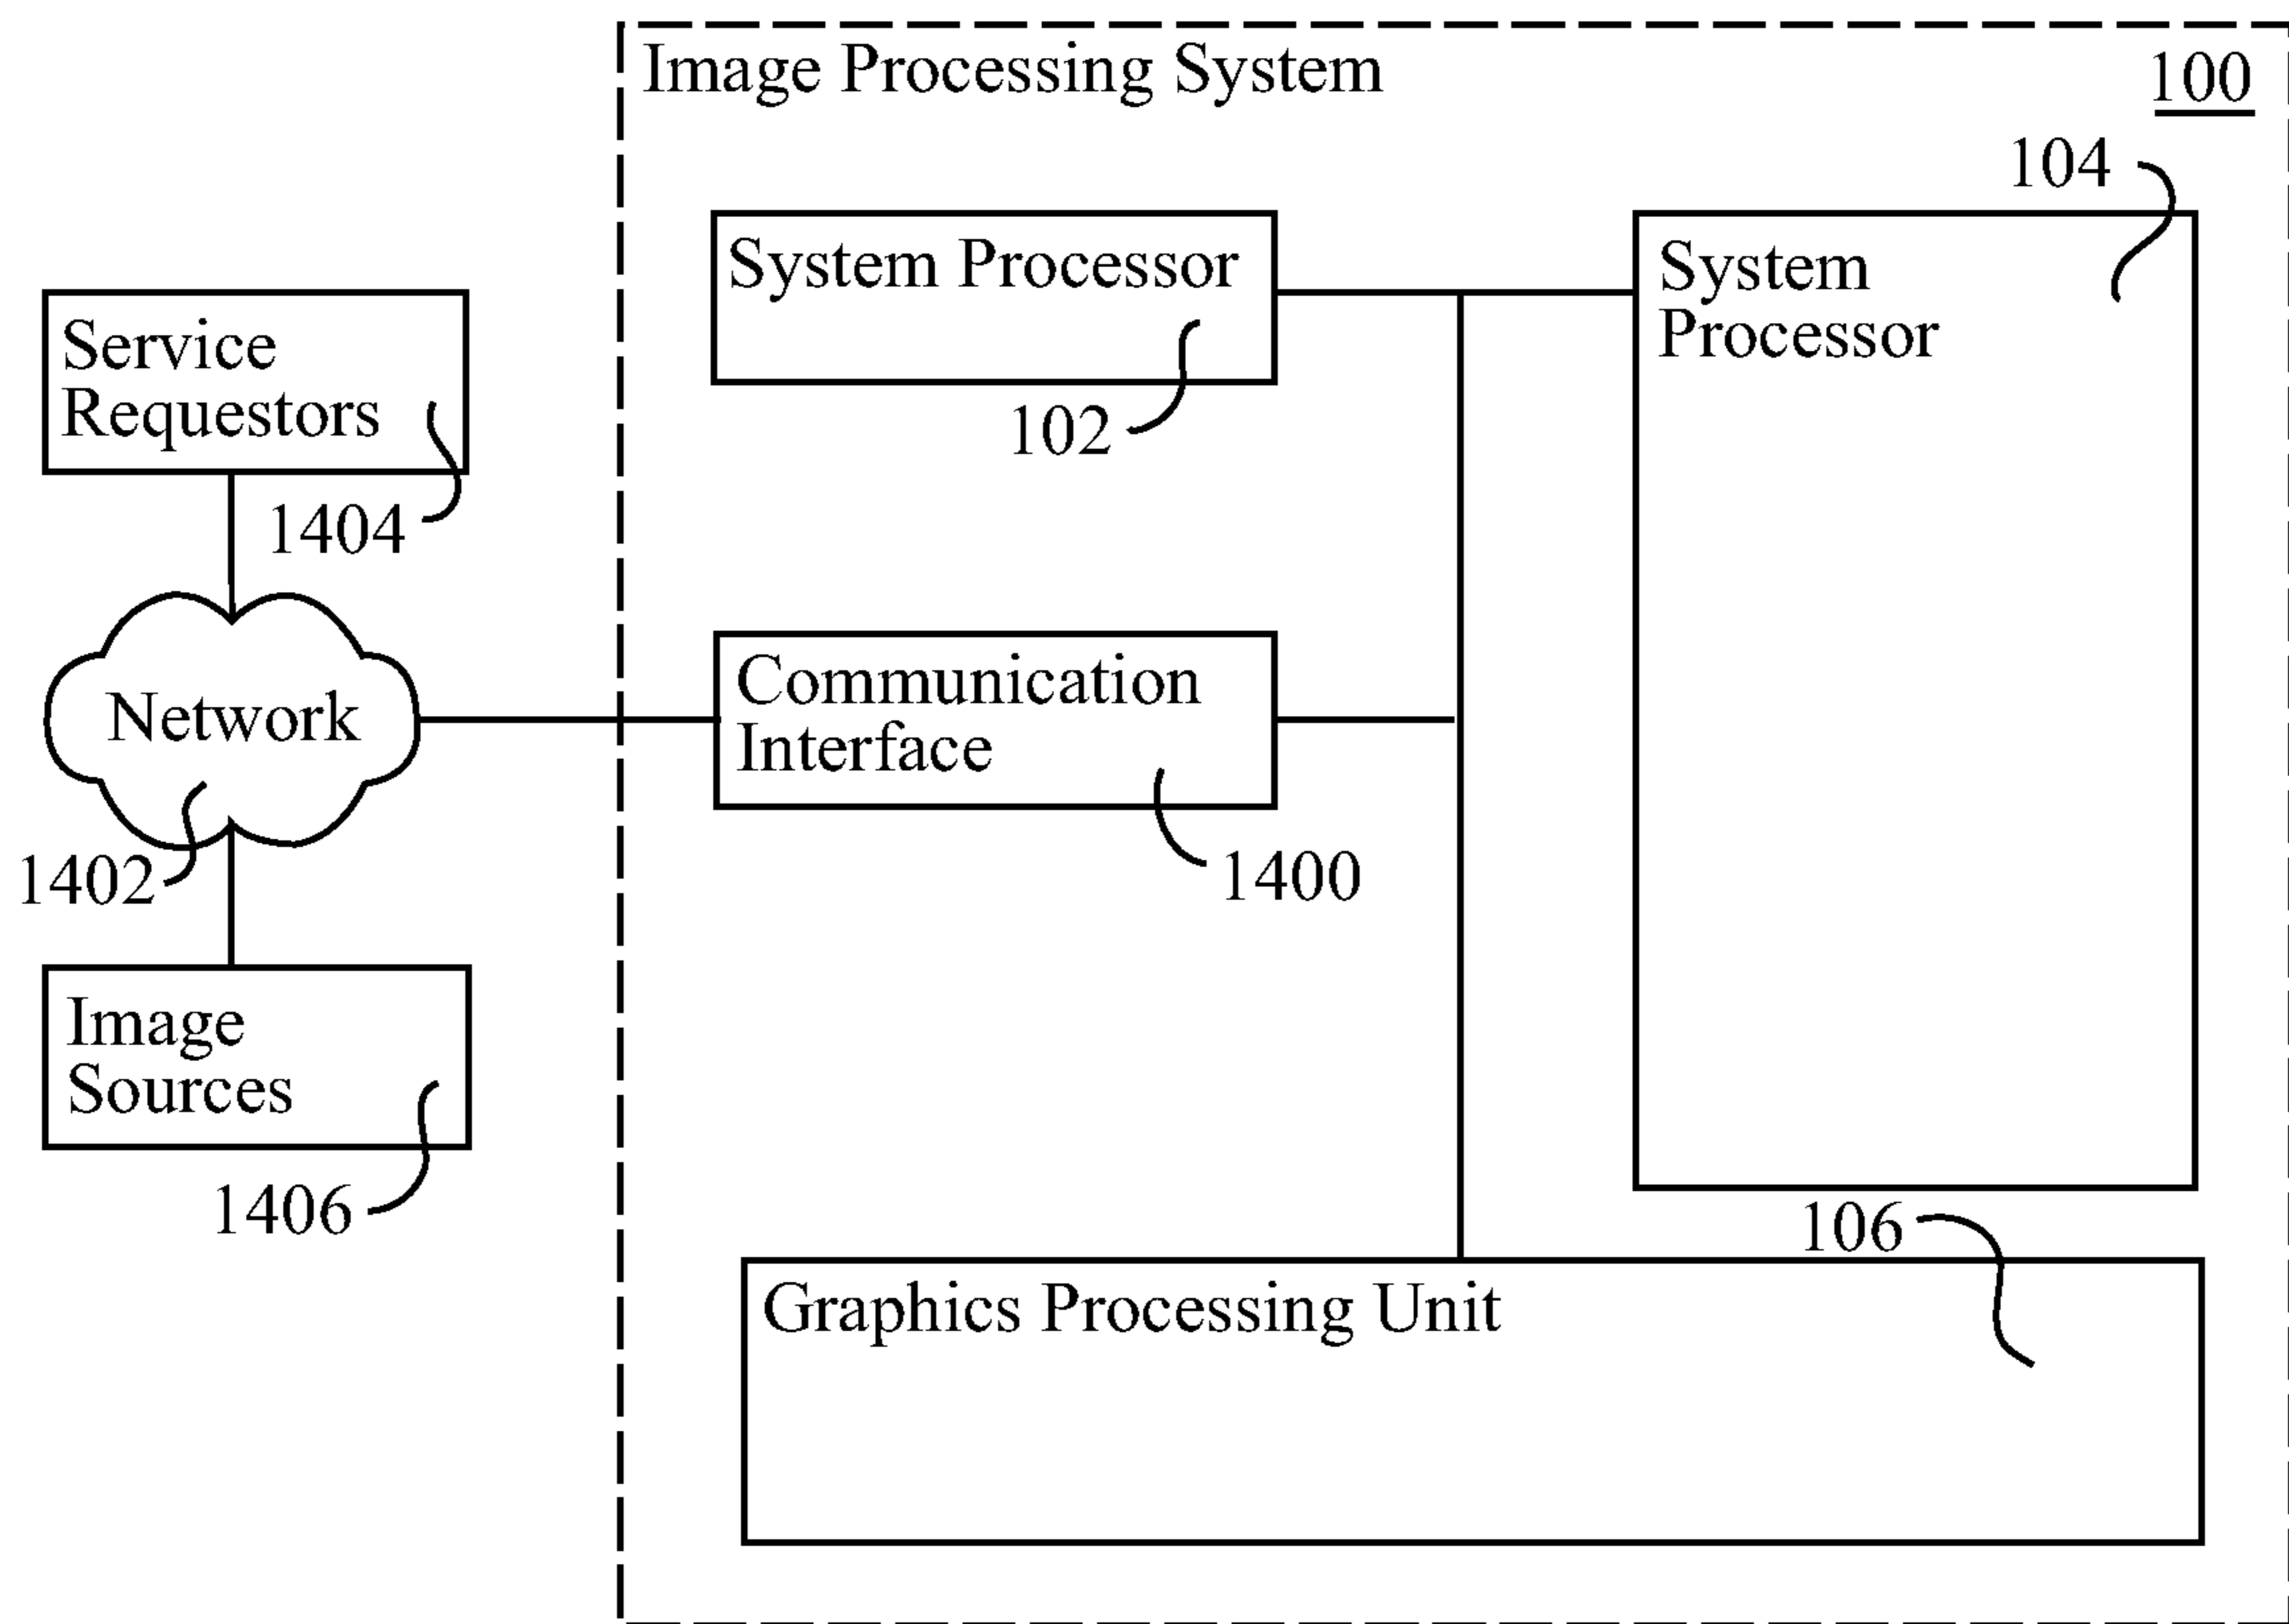 Image Processing System
100
104
System Processor
System
Processor
102
Service
Requestors
1404
Communication
Interface
Network
1402
1400
Image
Sources
1406
106
Graphics Processing Unit